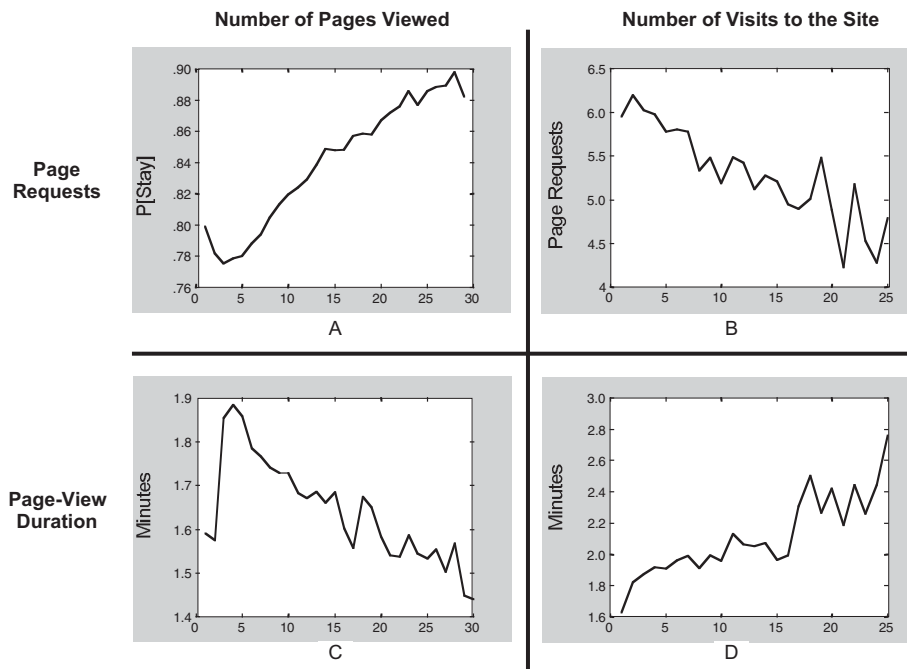 Number of Pages Viewed
Number of Visits to the Site
Page
Requests
P[Stay]
.90
.88
.86
.84
.82
.80
.78
.76
0 5 10 15 20 25 30
A
Page Requests
6.5
6.0
5.5
5.0
4.5
4
0 5 10 15 20 25
B
Page-View
Duration
Minutes
1.9
1.8
1.7
1.6
1.5
1.4
0 5 10 15 20 25 30
C
Minutes
3.0
2.8
2.6
2.4
2.2
2.0
1.8
1.6
0 5 10 15 20 25
D